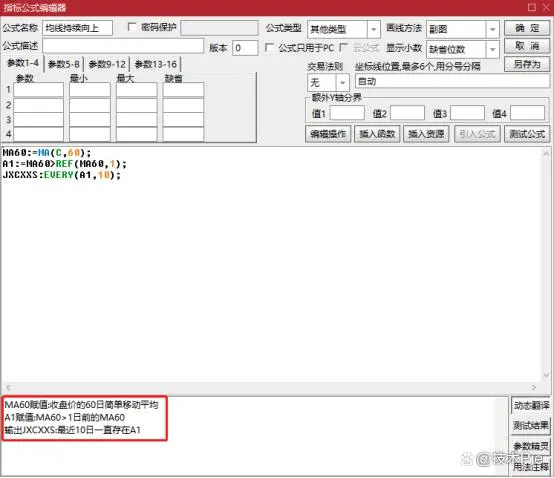 指标公式编辑器
公式名称 均线持续向上 密码保护 公式类型 其他类型 画线方法 副图 确 定
公式描述 版本 0 公式只用于PC 云公式 显示小数 缺省位数 取 消
参数1-4 参数5-8 参数9-12 参数13-16 交易法则 坐标线位置,最多6个,用分号分隔 另存为
参数 最小 最大 缺省 无 自动
1
2
3
4
额外Y轴分界
值1 值2 值3 值4
编辑操作 插入函数 插入资源 引入公式 测试公式
MA60:=MA(C,60);
A1:=MA60>REF(MA60,1);
JXCXXS:EVERY(A1,10);
MA60赋值:收盘价的60日简单移动平均
A1赋值:MA60>1日前的MA60
输出JXCXXS:最近10日一直存在A1
动态翻译
测试结果
参数精灵
用法注释